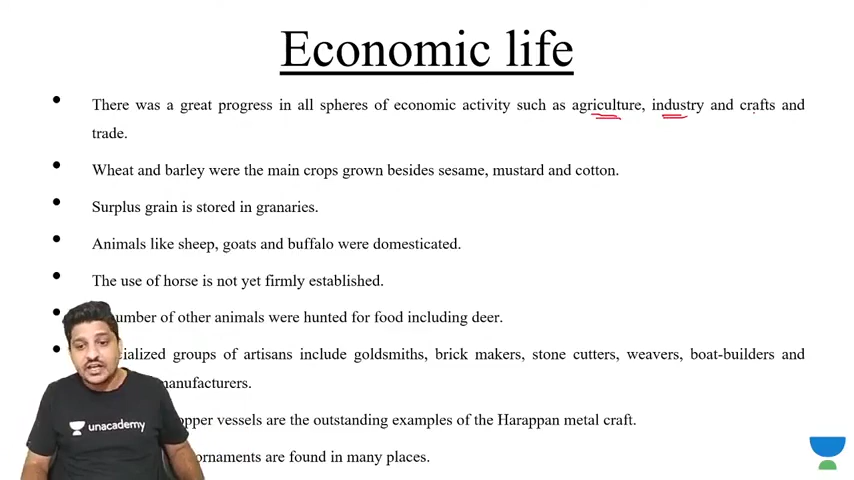 Economic life
There was a great progress in all spheres of economic activity such as agriculture, industry and crafts and
trade.
Wheat and barley were the main crops grown besides sesame, mustard and cotton.
Surplus grain is stored in granaries.
Animals like sheep, goats and buffalo were domesticated.
The use of horse is not yet firmly established.
number of other animals were hunted for food including deer.
groups of artisans include goldsmiths, brick makers, stone cutters, weavers, boat-builders and
manufacturers.
vessels are the outstanding examples of the Harappan metal craft.
ornaments are found in many places.
unacademy